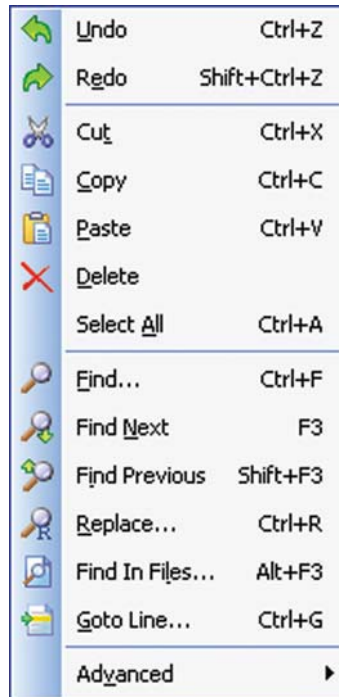 Undo Ctrl+Z
Redo Shift+Ctrl+Z
Cut Ctrl+X
Copy Ctrl+C
Paste Ctrl+V
Delete
Select All Ctrl+A
Find... Ctrl+F
Find Next F3
Find Previous Shift+F3
Replace... Ctrl+R
Find In Files... Alt+F3
Goto Line... Ctrl+G
Advanced